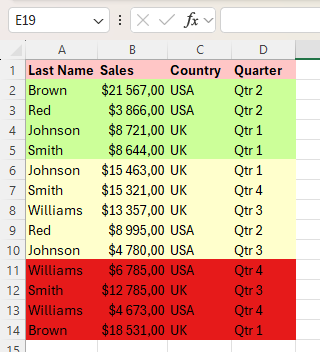 E19 fx
A B C D
1 Last Name Sales Country Quarter
2 Brown $21 567,00 USA Qtr 2
3 Red $3 866,00 USA Qtr 2
4 Johnson $8 721,00 UK Qtr 1
5 Smith $8 644,00 UK Qtr 1
6 Johnson $15 463,00 UK Qtr 1
7 Smith $15 321,00 UK Qtr 4
8 Williams $13 357,00 UK Qtr 3
9 Red $8 995,00 USA Qtr 2
10 Johnson $4 780,00 USA Qtr 3
11 Williams $6 785,00 USA Qtr 4
12 Smith $12 785,00 UK Qtr 3
13 Williams $4 673,00 USA Qtr 4
14 Brown $18 531,00 UK Qtr 1
15